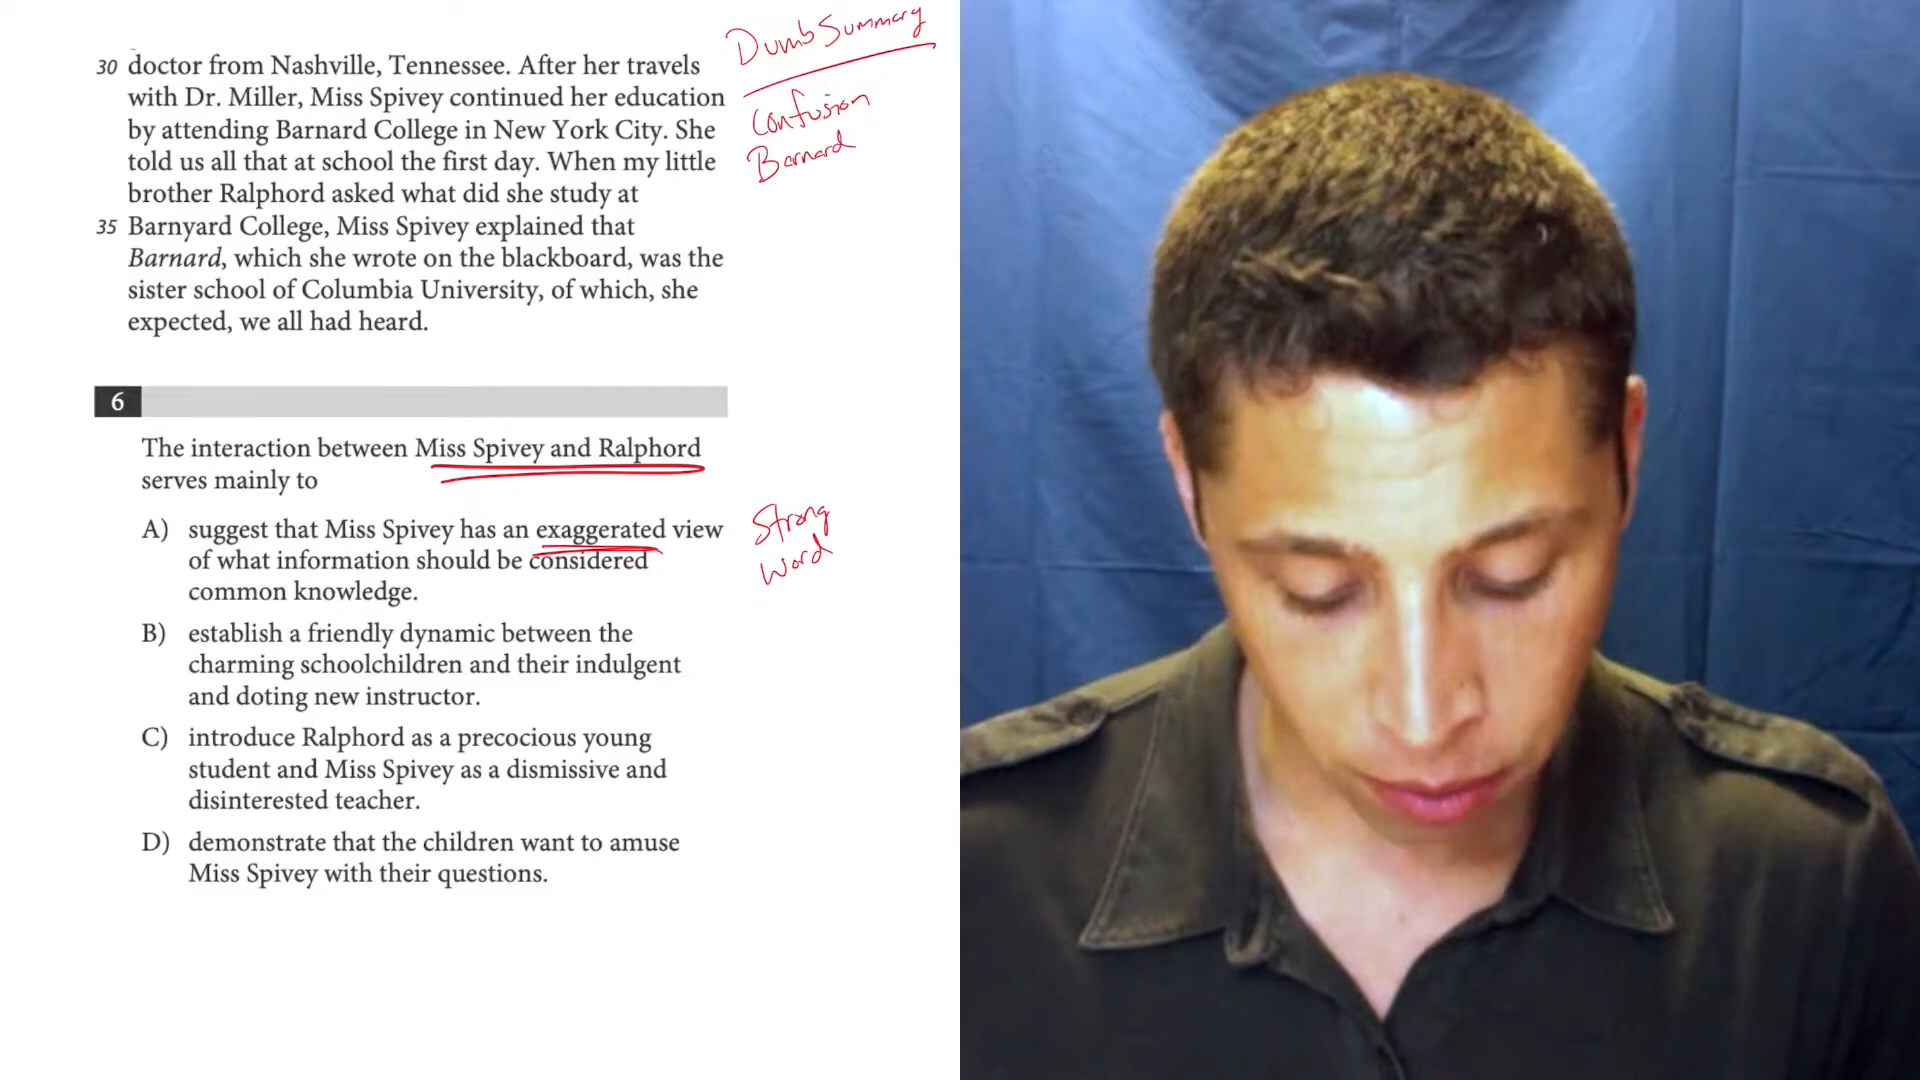 30 doctor from Nashville, Tennessee. After her travels
with Dr. Miller, Miss Spivey continued her education
by attending Barnard College in New York City. She
told us all that at school the first day. When my little
brother Ralphord asked what did she study at
35 Barnyard College, Miss Spivey explained that
Barnard, which she wrote on the blackboard, was the
sister school of Columbia University, of which, she
expected, we all had heard.
Dumb Summary
Confusion
Barnard
6
The interaction between Miss Spivey and Ralphord
serves mainly to
A) suggest that Miss Spivey has an exaggerated view
of what information should be considered
common knowledge.
Strong
Word
B) establish a friendly dynamic between the
charming schoolchildren and their indulgent
and doting new instructor.
C) introduce Ralphord as a precocious young
student and Miss Spivey as a dismissive and
disinterested teacher.
D) demonstrate that the children want to amuse
Miss Spivey with their questions.